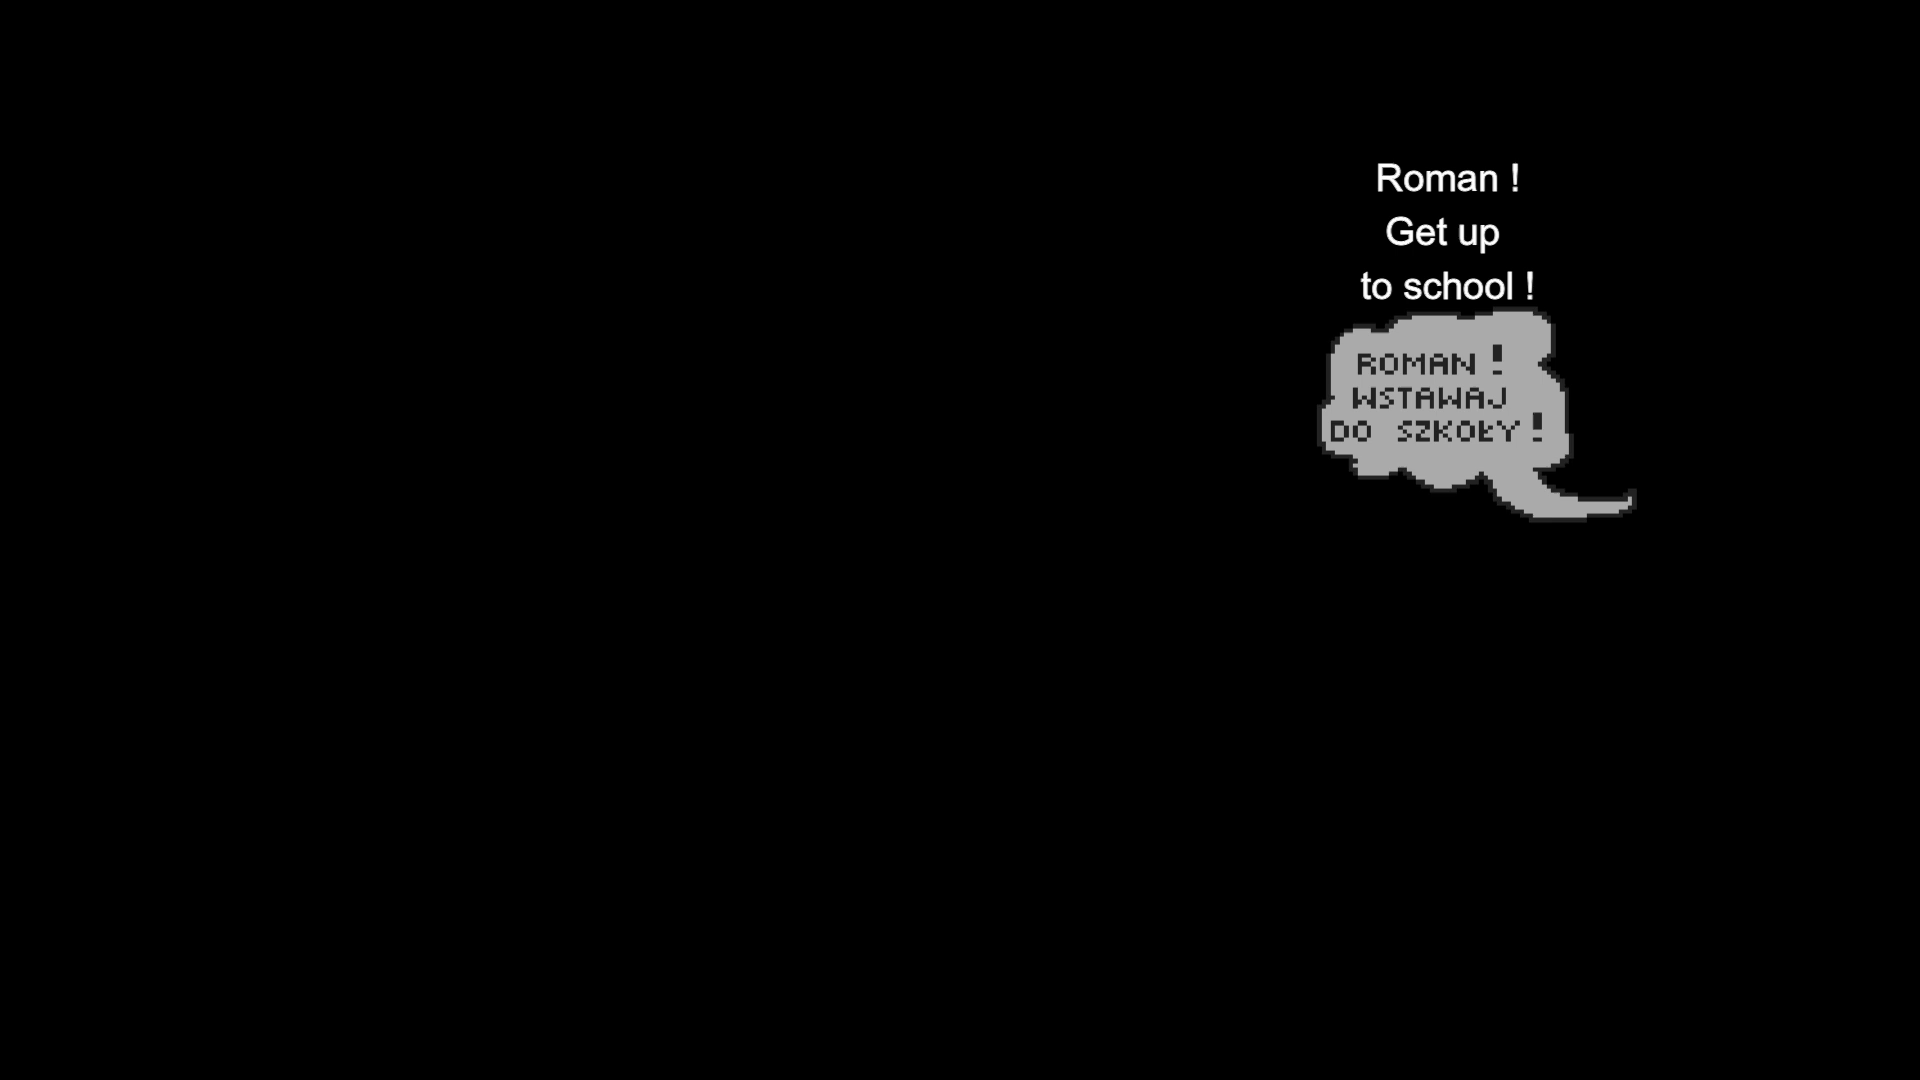 Roman !
Get up
to school !
ROMAN !
WSTAWAJ
DO SZKOŁY !